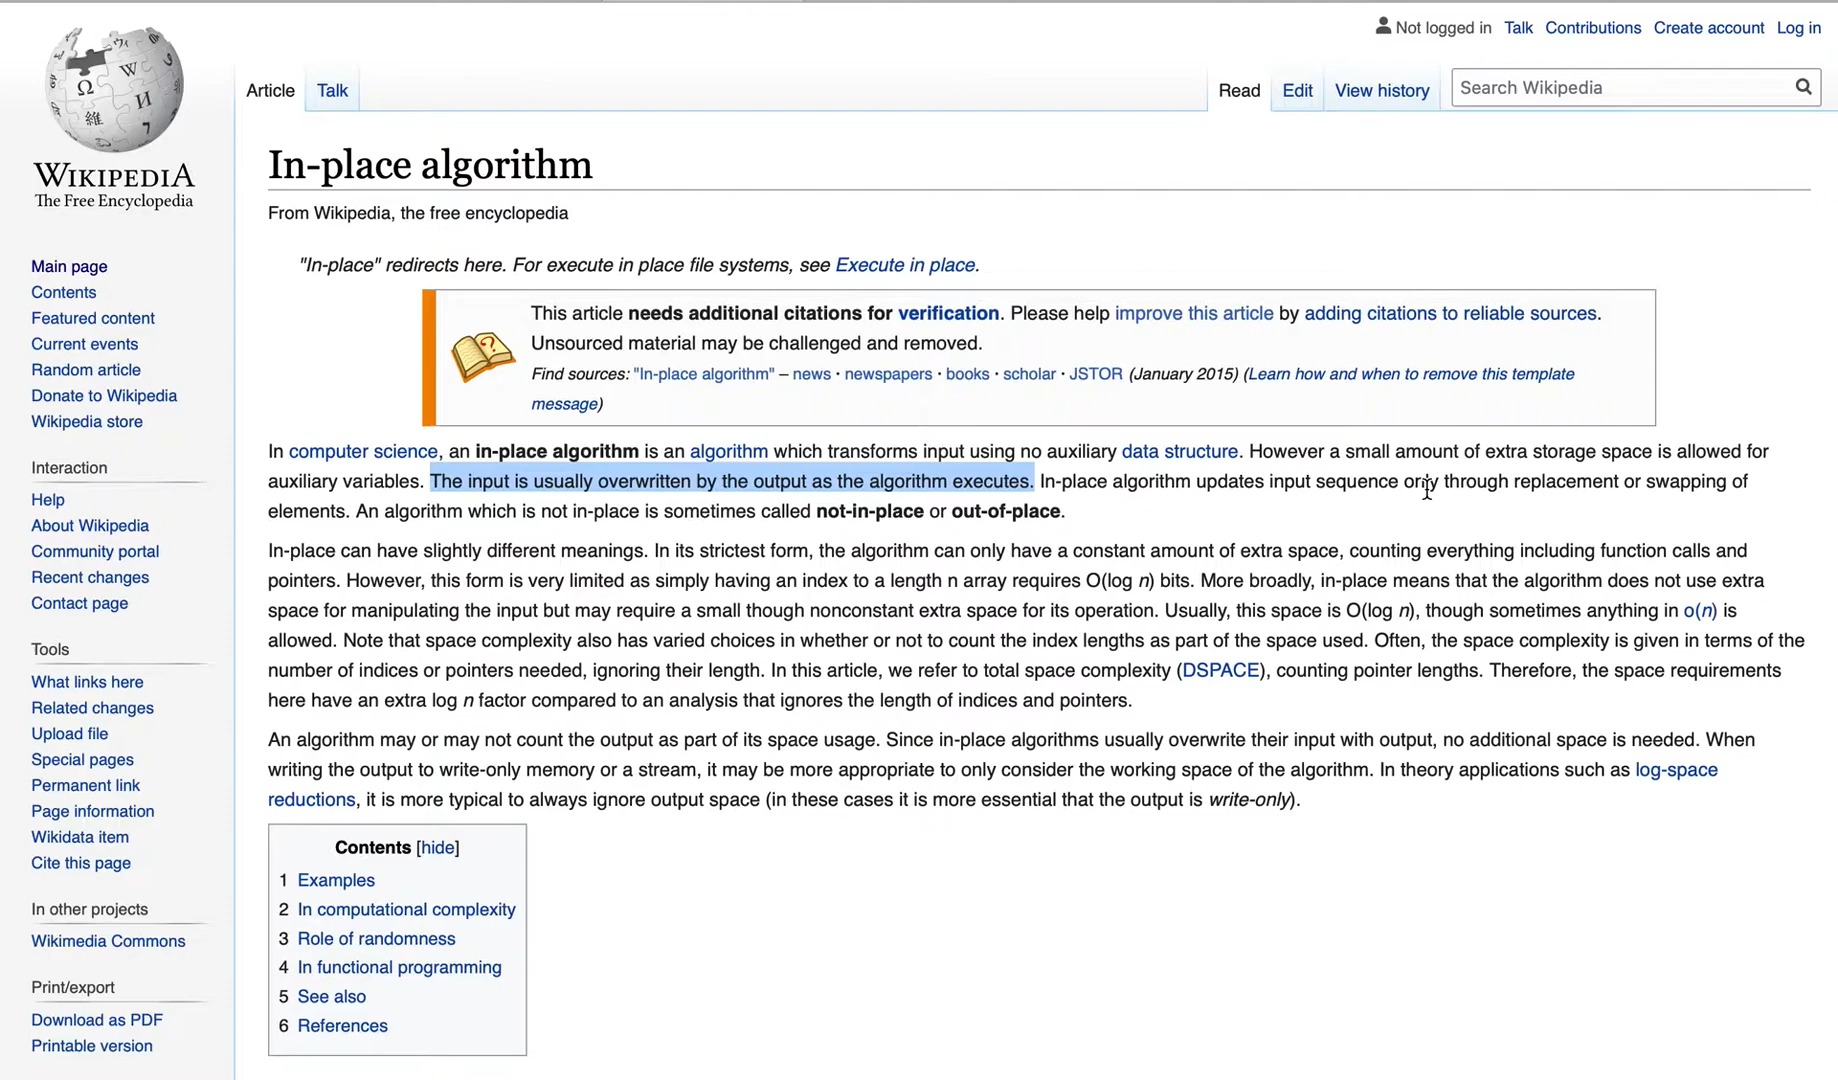 Not logged in Talk Contributions Create account Log in
Article Talk Read Edit View history Search Wikipedia
WIKIPEDIA
The Free Encyclopedia
Main page
Contents
Featured content
Current events
Random article
Donate to Wikipedia
Wikipedia store
Interaction
Help
About Wikipedia
Community portal
Recent changes
Contact page
Tools
What links here
Related changes
Upload file
Special pages
Permanent link
Page information
Wikidata item
Cite this page
In other projects
Wikimedia Commons
Print/export
Download as PDF
Printable version
In-place algorithm
From Wikipedia, the free encyclopedia
"In-place" redirects here. For execute in place file systems, see Execute in place.
This article needs additional citations for verification. Please help improve this article by adding citations to reliable sources.
Unsourced material may be challenged and removed.
Find sources: "In-place algorithm" – news · newspapers · books · scholar · JSTOR (January 2015) (Learn how and when to remove this template
message)
In computer science, an in-place algorithm is an algorithm which transforms input using no auxiliary data structure. However a small amount of extra storage space is allowed for
auxiliary variables. The input is usually overwritten by the output as the algorithm executes. In-place algorithm updates input sequence only through replacement or swapping of
elements. An algorithm which is not in-place is sometimes called not-in-place or out-of-place.
In-place can have slightly different meanings. In its strictest form, the algorithm can only have a constant amount of extra space, counting everything including function calls and
pointers. However, this form is very limited as simply having an index to a length n array requires O(log n) bits. More broadly, in-place means that the algorithm does not use extra
space for manipulating the input but may require a small though nonconstant extra space for its operation. Usually, this space is O(log n), though sometimes anything in o(n) is
allowed. Note that space complexity also has varied choices in whether or not to count the index lengths as part of the space used. Often, the space complexity is given in terms of the
number of indices or pointers needed, ignoring their length. In this article, we refer to total space complexity (DSPACE), counting pointer lengths. Therefore, the space requirements
here have an extra log n factor compared to an analysis that ignores the length of indices and pointers.
An algorithm may or may not count the output as part of its space usage. Since in-place algorithms usually overwrite their input with output, no additional space is needed. When
writing the output to write-only memory or a stream, it may be more appropriate to only consider the working space of the algorithm. In theory applications such as log-space
reductions, it is more typical to always ignore output space (in these cases it is more essential that the output is write-only).
Contents [hide]
1 Examples
2 In computational complexity
3 Role of randomness
4 In functional programming
5 See also
6 References